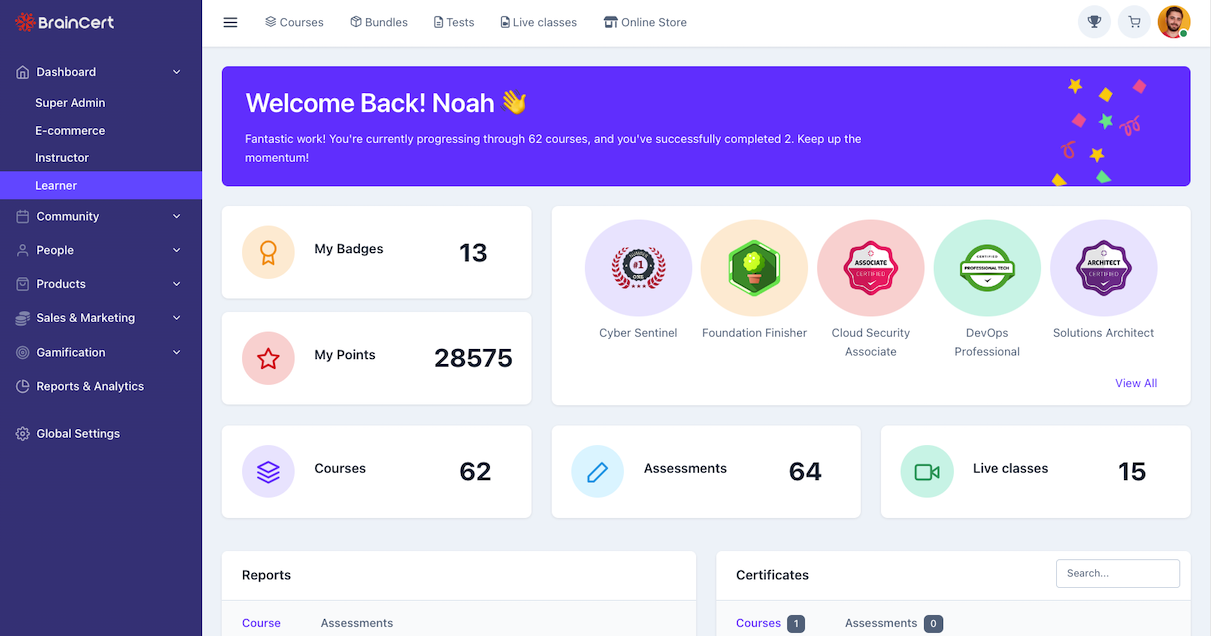 BrainCert
Courses
Bundles
Tests
Live classes
Online Store
Dashboard
Super Admin
E-commerce
Instructor
Learner
Community
People
Products
Sales & Marketing
Gamification
Reports & Analytics
Global Settings
Welcome Back! Noah 👋
Fantastic work! You're currently progressing through 62 courses, and you've successfully completed 2. Keep up the
momentum!
My Badges
13
My Points
28575
#1
ONE
Cyber Sentinel
Foundation Finisher
ASSOCIATE
CERTIFIED
Cloud Security
Associate
CERTIFIED
PROFESSIONAL TECH
DevOps
Professional
ARCHITECT
CERTIFIED
Solutions Architect
View All
Courses
62
Assessments
64
Live classes
15
Reports
Course
Assessments
Certificates
Search...
Courses 1
Assessments 0